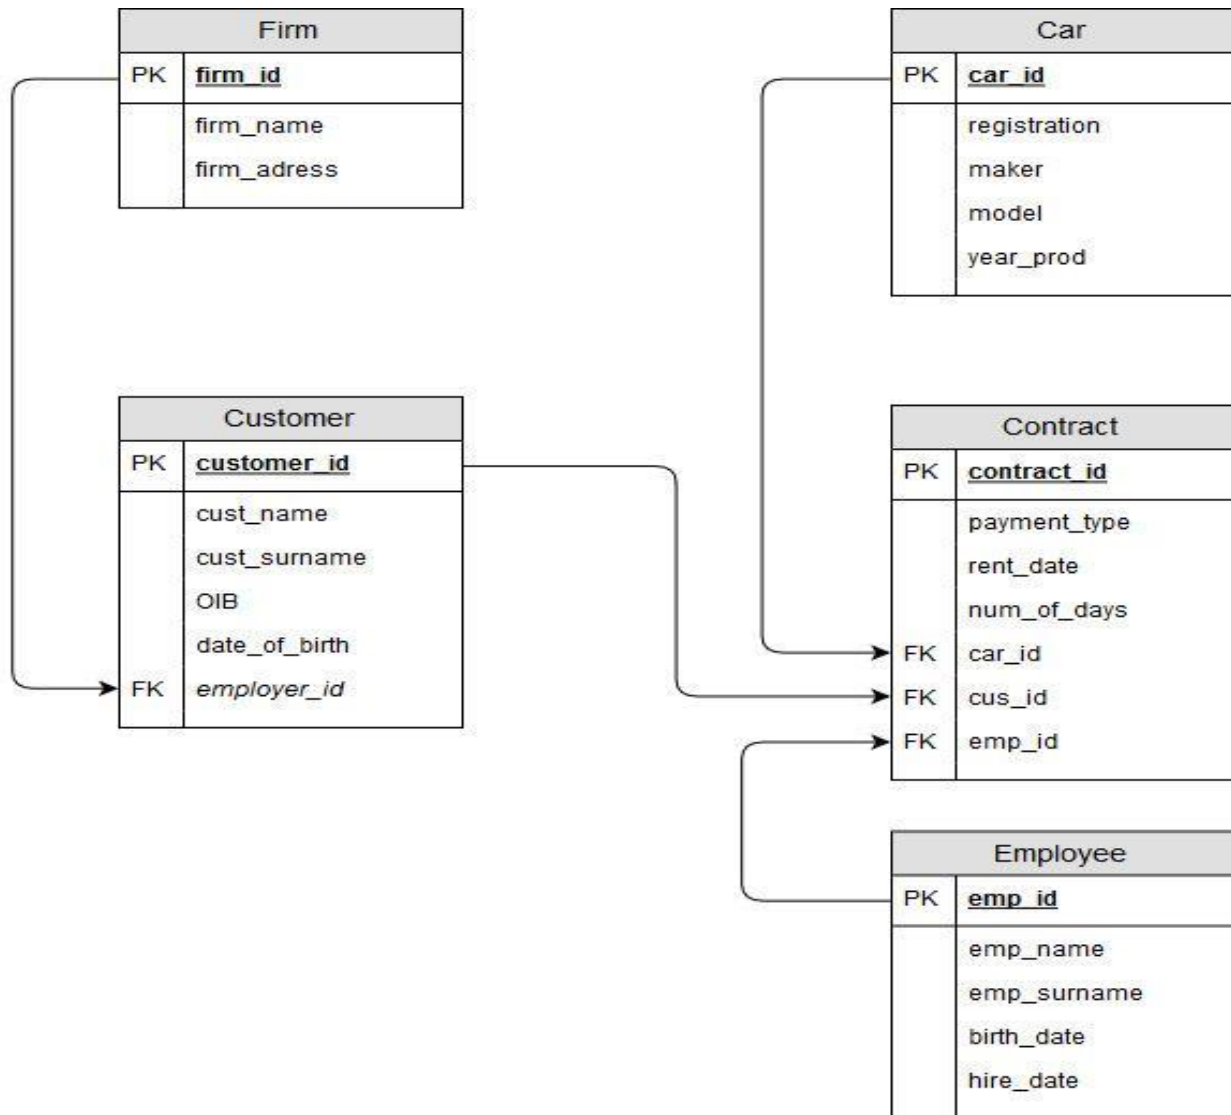 Firm
PK firm_id
firm_name
firm_adress
Car
PK car_id
registration
maker
model
year_prod
Customer
PK customer_id
cust_name
cust_surname
OIB
date_of_birth
FK employer_id
Contract
PK contract_id
payment_type
rent_date
num_of_days
FK car_id
FK cus_id
FK emp_id
Employee
PK emp_id
emp_name
emp_surname
birth_date
hire_date